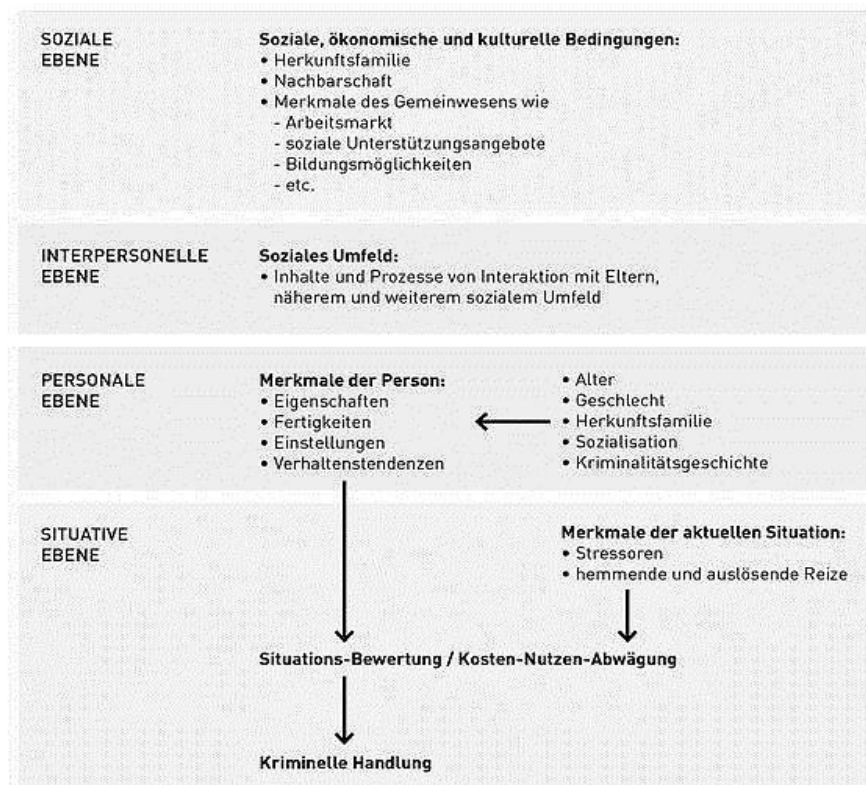 SOZIALE
EBENE
Soziale, ökonomische und kulturelle Bedingungen:
• Herkunftsfamilie
• Nachbarschaft
• Merkmale des Gemeinwesens wie
- Arbeitsmarkt
- soziale Unterstützungsangebote
- Bildungsmöglichkeiten
- etc.
INTERPERSONELLE
EBENE
Soziales Umfeld:
• Inhalte und Prozesse von Interaktion mit Eltern,
näherem und weiterem sozialem Umfeld
PERSONALE
EBENE
Merkmale der Person:
• Eigenschaften
• Fertigkeiten
• Einstellungen
• Verhaltenstendenzen
• Alter
• Geschlecht
• Herkunftsfamilie
• Sozialisation
• Kriminalitätsgeschichte
SITUATIVE
EBENE
Merkmale der aktuellen Situation:
• Stressoren
• hemmende und auslösende Reize
Situations-Bewertung / Kosten-Nutzen-Abwägung
Kriminelle Handlung